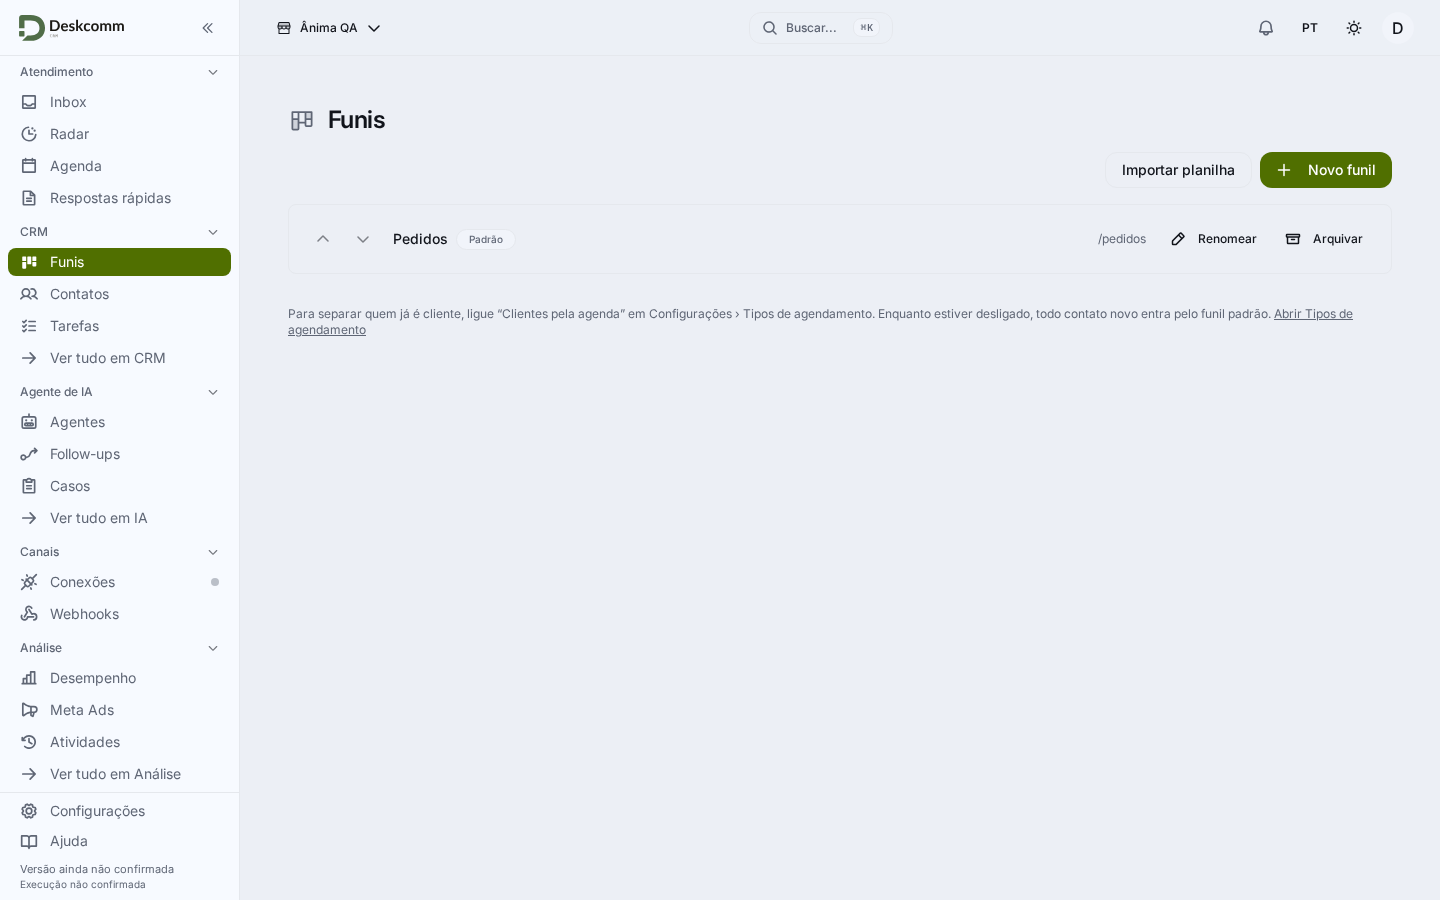 Deskcomm
Ânima QA
Buscar...
⌘K
PT
D
Atendimento
Inbox
Radar
Agenda
Respostas rápidas
CRM
Funis
Contatos
Tarefas
Ver tudo em CRM
Agente de IA
Agentes
Follow-ups
Casos
Ver tudo em IA
Canais
Conexões
Webhooks
Análise
Desempenho
Meta Ads
Atividades
Ver tudo em Análise
Configurações
Ajuda
Versão ainda não confirmada
Execução não confirmada
Funis
Importar planilha
Novo funil
Pedidos
Padrão
/pedidos
Renomear
Arquivar
Para separar quem já é cliente, ligue “Clientes pela agenda” em Configurações › Tipos de agendamento. Enquanto estiver desligado, todo contato novo entra pelo funil padrão. Abrir Tipos de
agendamento